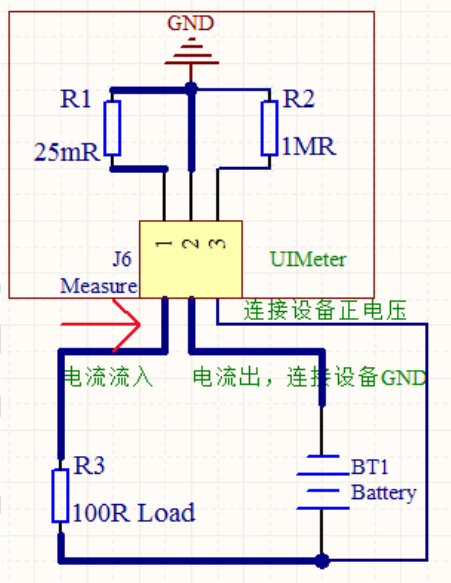 GND
R1
R2
25mR
1MR
1
2
3
J6
UIMeter
Measure
连接设备正电压
电流流入
电流出，连接设备GND
R3
BT1
100R Load
Battery